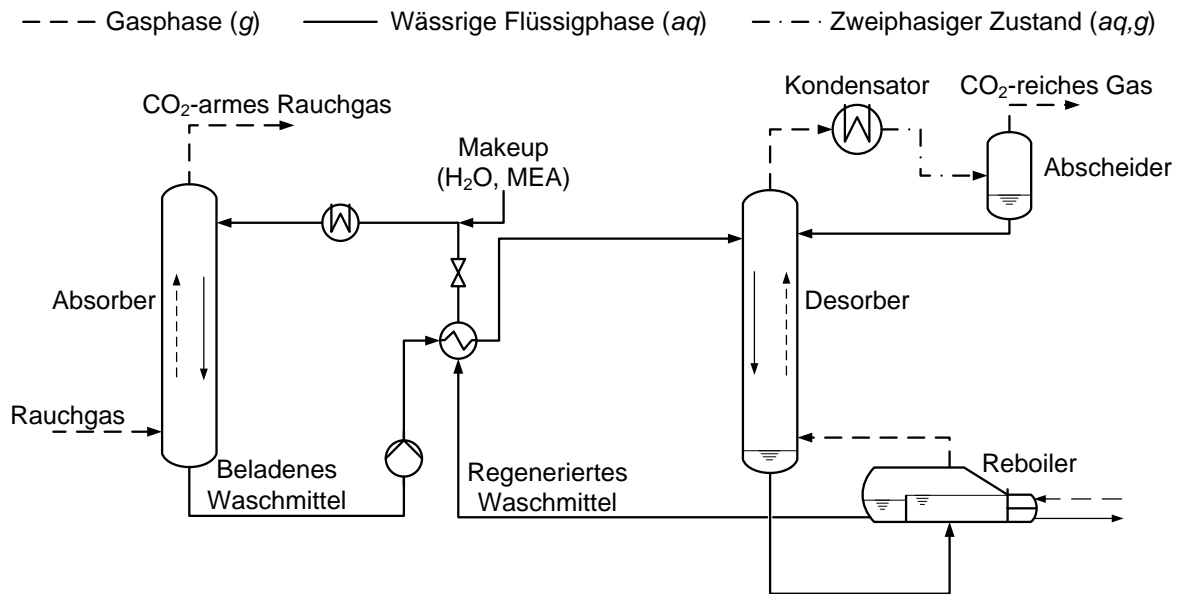 Gasphase (g)
Wässrige Flüssigphase (aq)
Zweiphasiger Zustand (aq,g)
CO₂-armes Rauchgas
Makeup
(H₂O, MEA)
Kondensator
CO₂-reiches Gas
Abscheider
Absorber
Desorber
Rauchgas
Beladenes
Waschmittel
Regeneriertes
Waschmittel
Reboiler